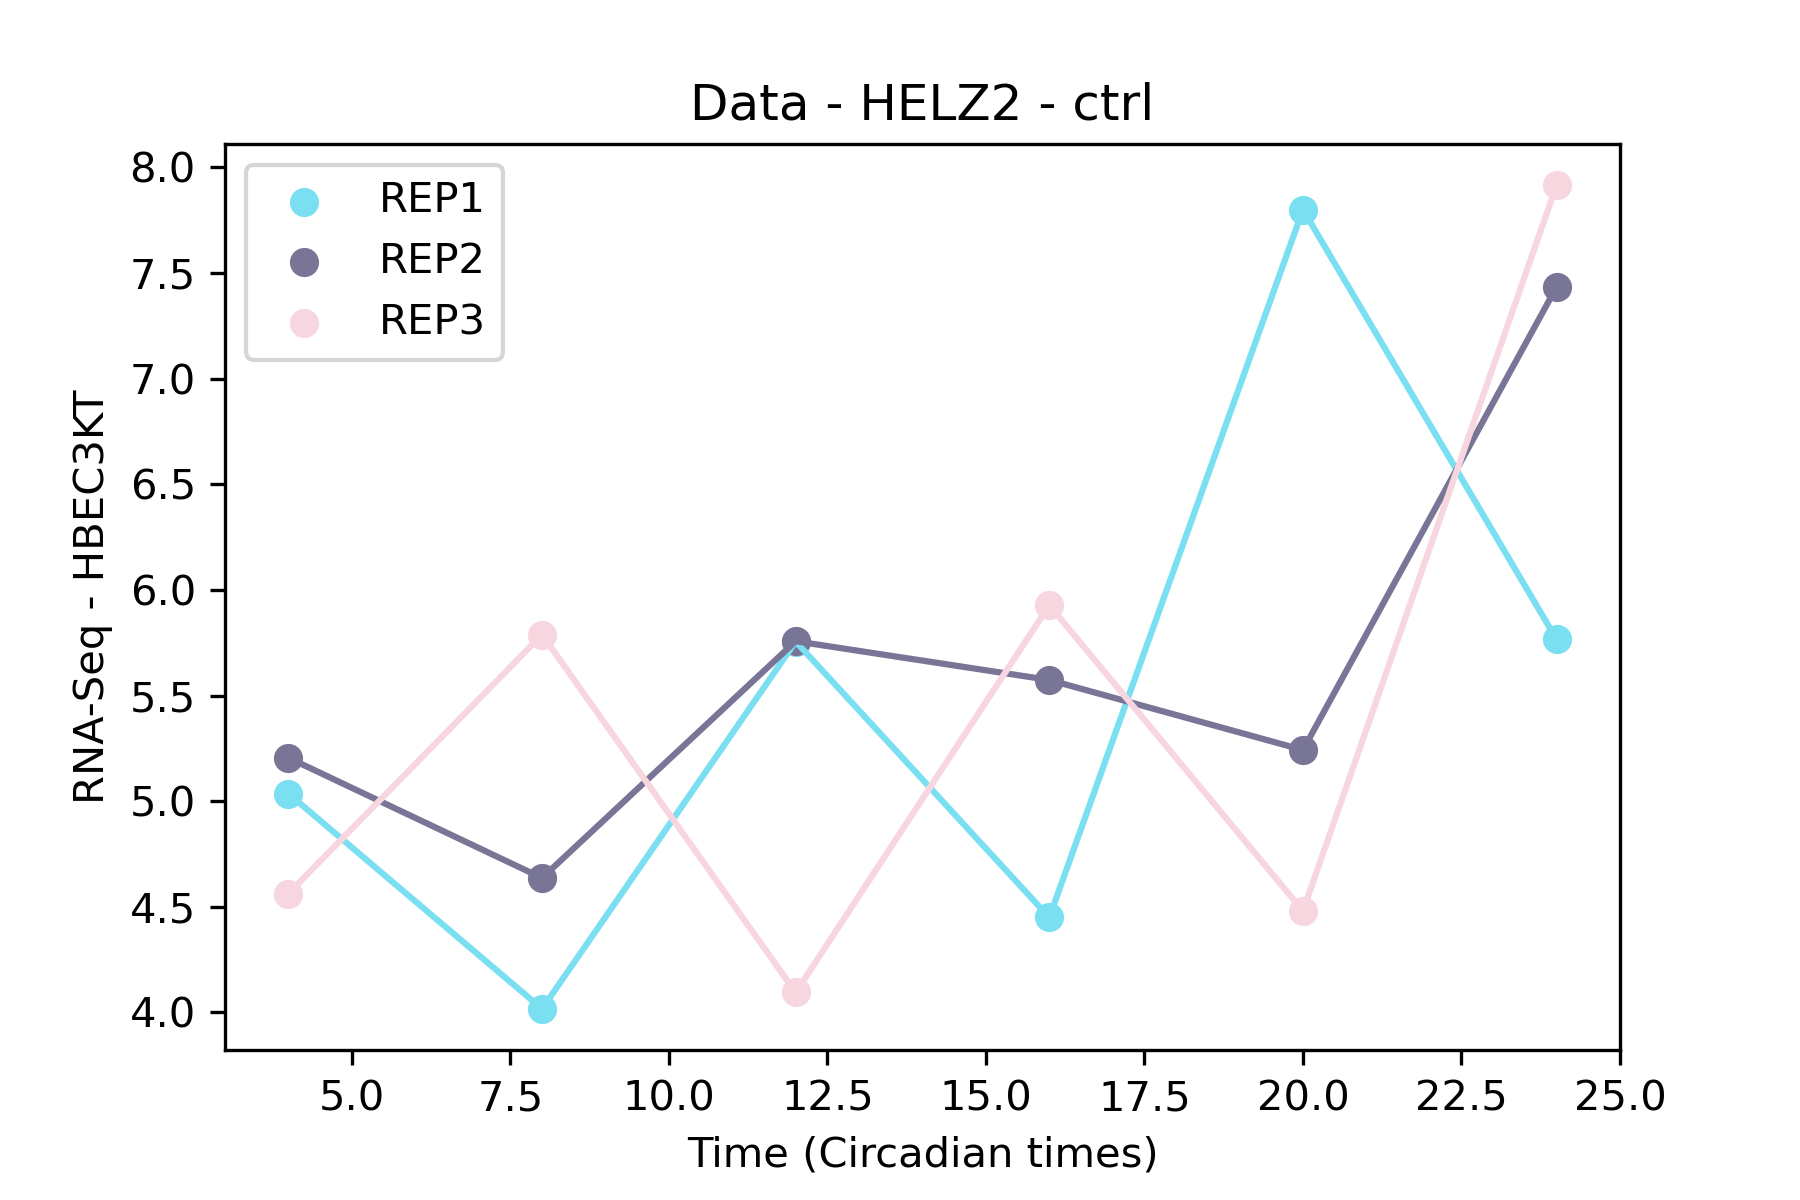 Data - HELZ2 - ctrl
REP1
REP2
REP3
RNA-Seq - HBEC3KT
8.0
7.5
7.0
6.5
6.0
5.5
5.0
4.5
4.0
5.0 7.5 10.0 12.5 15.0 17.5 20.0 22.5 25.0
Time (Circadian times)